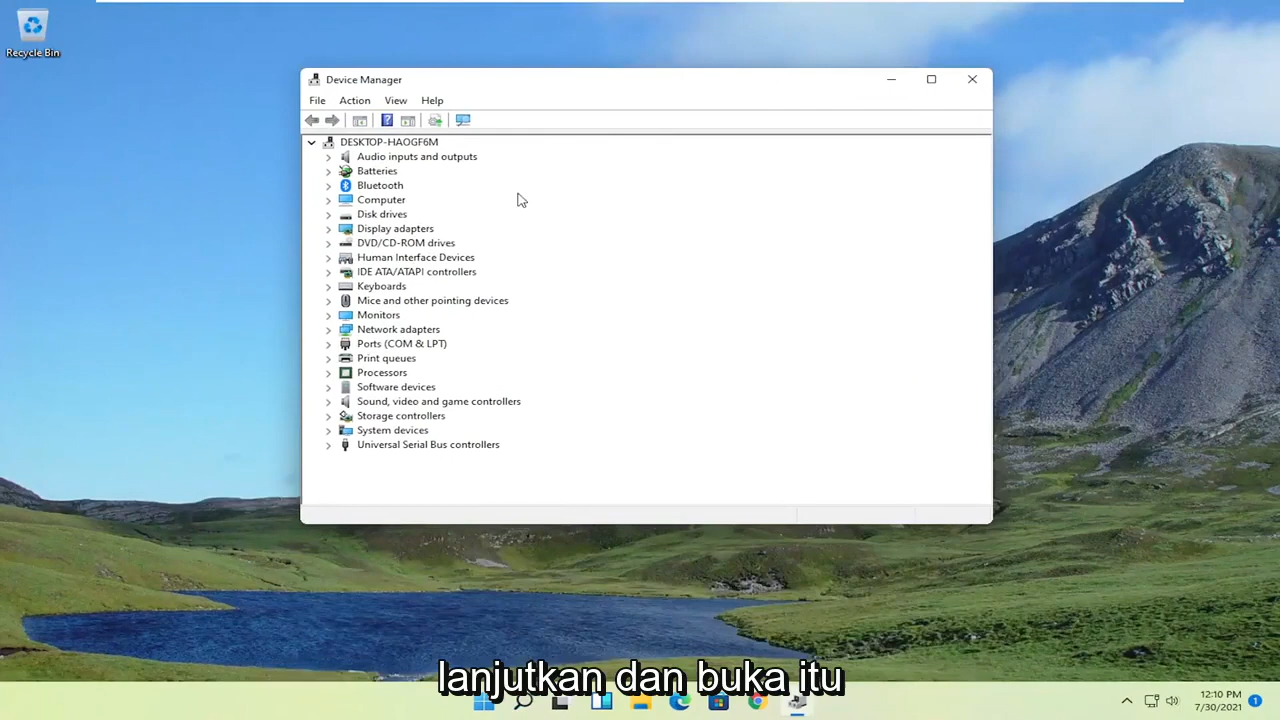 Recycle Bin
Device Manager
File Action View Help
DESKTOP-HAOGF6M
Audio inputs and outputs
Batteries
Bluetooth
Computer
Disk drives
Display adapters
DVD/CD-ROM drives
Human Interface Devices
IDE ATA/ATAPI controllers
Keyboards
Mice and other pointing devices
Monitors
Network adapters
Ports (COM & LPT)
Print queues
Processors
Software devices
Sound, video and game controllers
Storage controllers
System devices
Universal Serial Bus controllers
lanjutkan dan buka itu
12:10 PM
7/30/2021
1